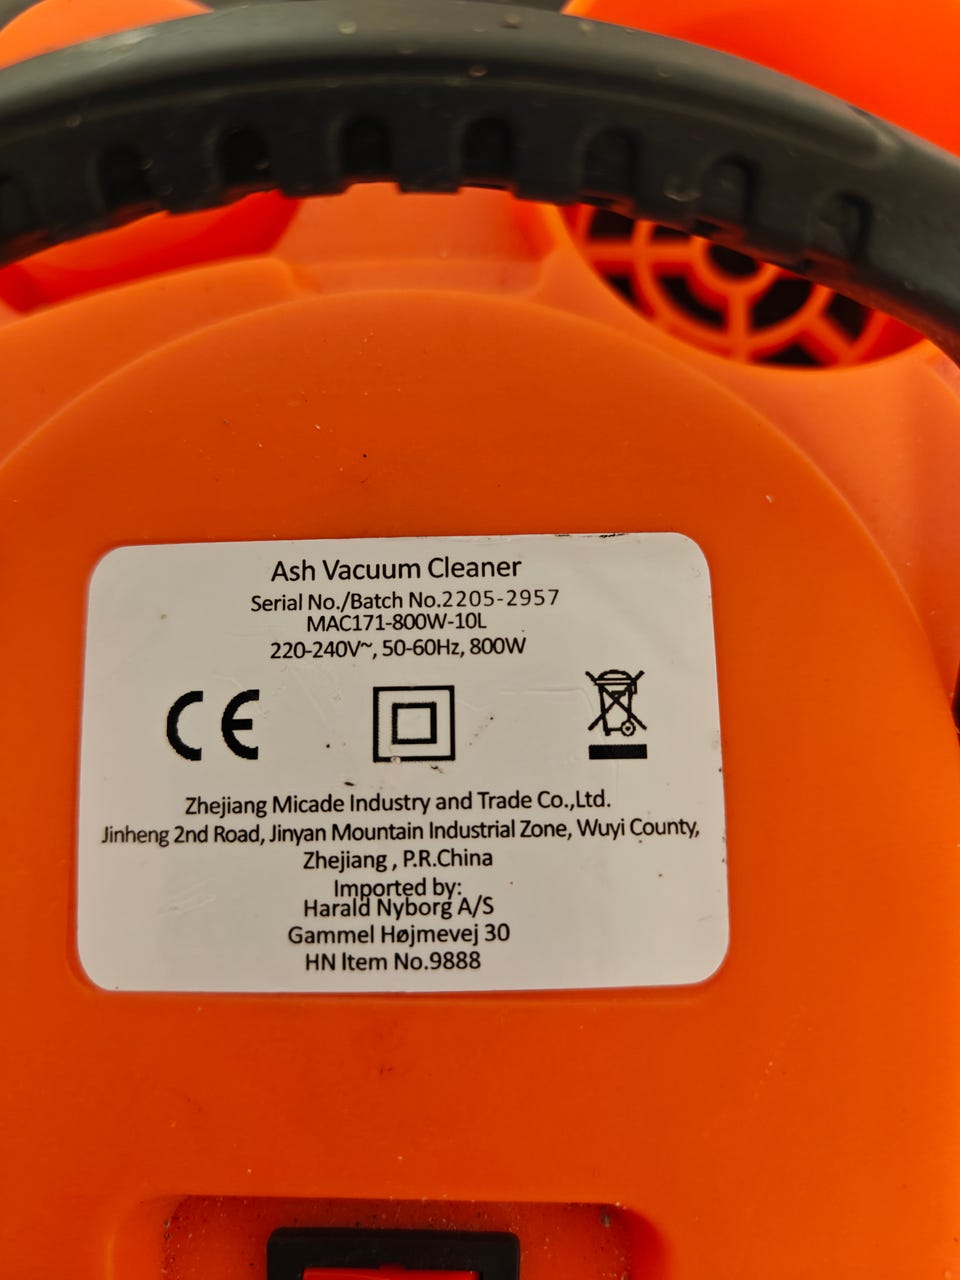 Ash Vacuum Cleaner
Serial No./Batch No.2205-2957
MAC171-800W-10L
220-240V~, 50-60Hz, 800W
CE
Zhejiang Micade Industry and Trade Co.,Ltd.
Jinheng 2nd Road, Jinyan Mountain Industrial Zone, Wuyi County,
Zhejiang , P.R.China
Imported by:
Harald Nyborg A/S
Gammel Højmevej 30
HN Item No.9888